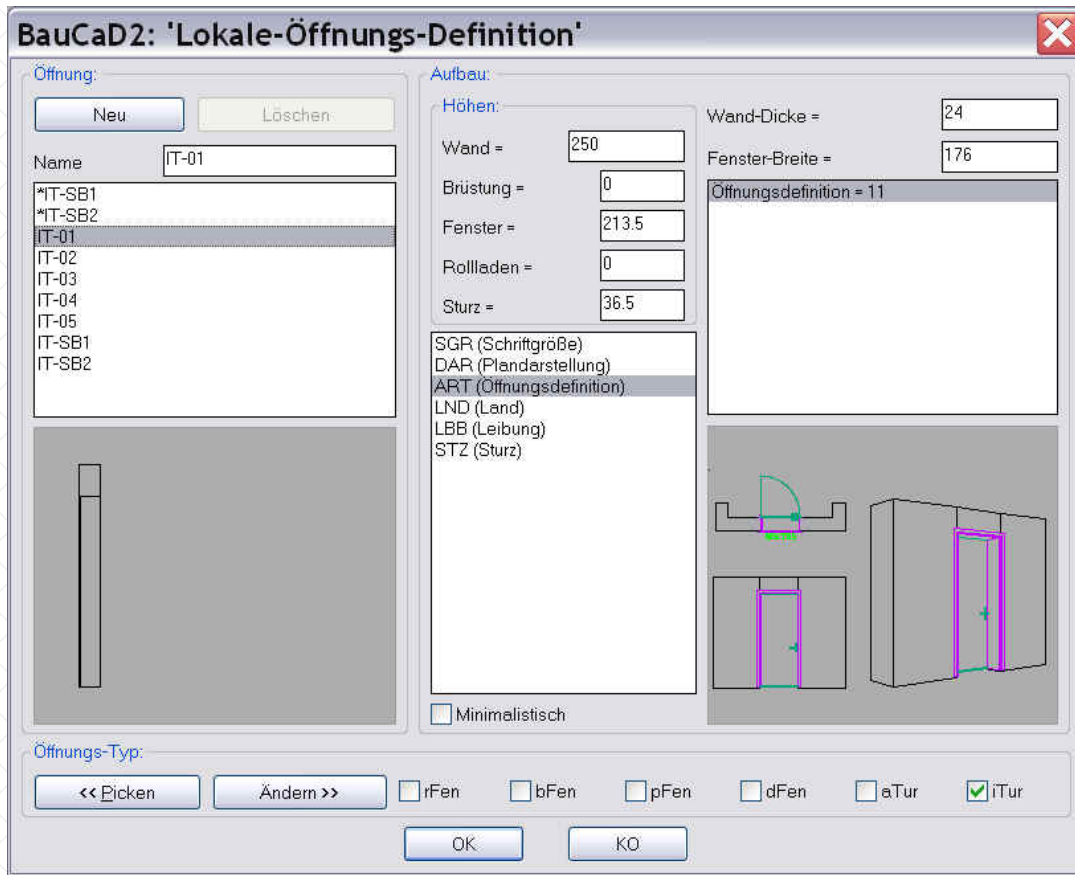 BauCaD2: 'Lokale-Öffnungs-Definition'
Öffnung:
Neu
Löschen
Name
IT-01
*IT-SB1
*IT-SB2
IT-01
IT-02
IT-03
IT-04
IT-05
IT-SB1
IT-SB2
Aufbau:
Höhen:
Wand = 250
Brüstung = 0
Fenster = 213.5
Rollladen = 0
Sturz = 36.5
SGR (Schriftgröße)
DAR (Plandarstellung)
ART (Öffnungsdefinition)
LND (Land)
LBB (Leibung)
STZ (Sturz)
Minimalistisch
Wand-Dicke = 24
Fenster-Breite = 176
Öffnungsdefinition = 11
Öffnungs-Typ:
<< Picken
Ändern >>
rFen
bFen
pFen
dFen
aTur
iTur
OK
KO